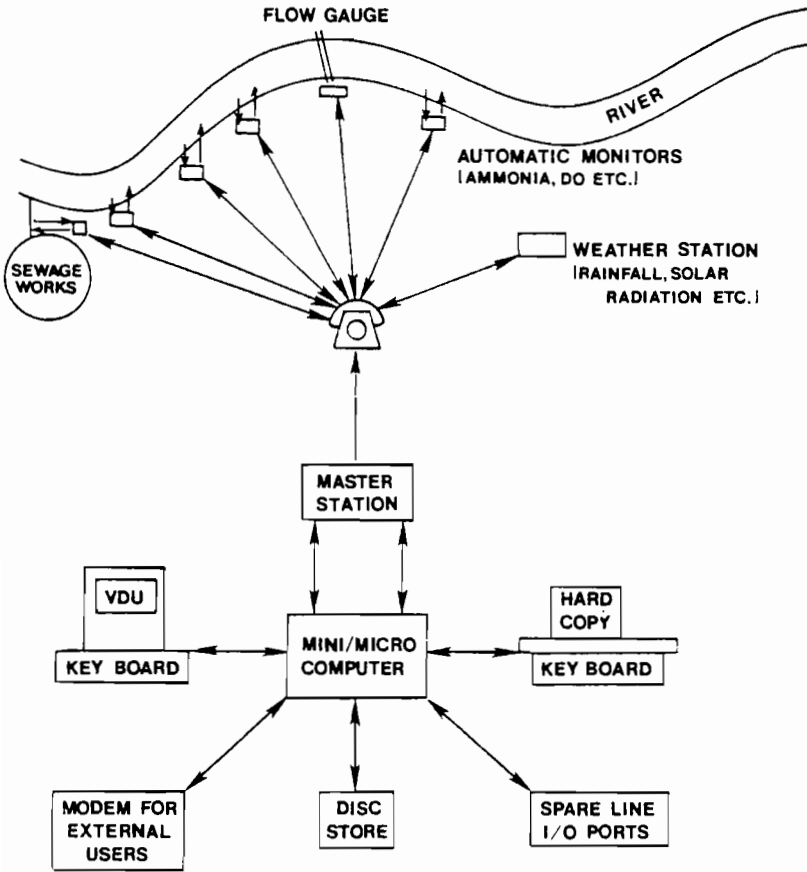 FLOW GAUGE
RIVER
AUTOMATIC MONITORS
[AMMONIA, DO ETC.]
WEATHER STATION
[RAINFALL, SOLAR
RADIATION ETC.]
SEWAGE
WORKS
MASTER
STATION
VDU
KEY BOARD
MINI/MICRO
COMPUTER
HARD
COPY
KEY BOARD
MODEM FOR
EXTERNAL
USERS
DISC
STORE
SPARE LINE
I/O PORTS